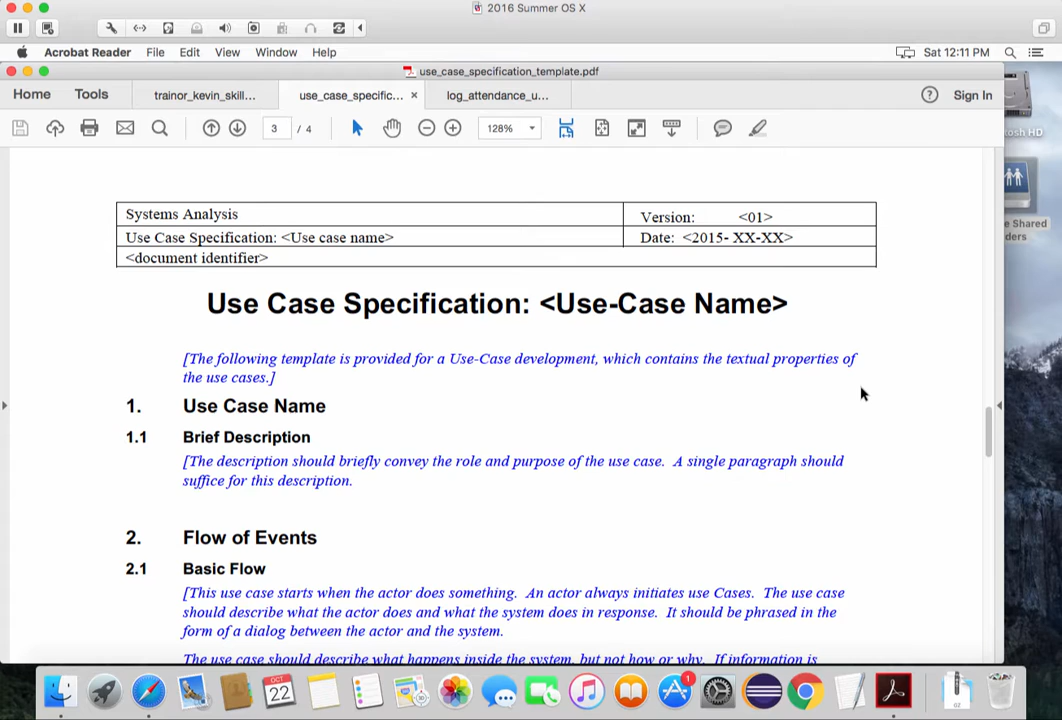 2016 Summer OS X
Acrobat Reader File Edit View Window Help Sat 12:11 PM
use_case_specification_template.pdf
Home Tools trainor_kevin_skill... use_case_specific... × log_attendance_u... ? Sign In
3 / 4 128%
tosh HD
e Shared
ders
Systems Analysis Version: <01>
Use Case Specification: <Use case name> Date: <2015- XX-XX>
<document identifier>
Use Case Specification: <Use-Case Name>
[The following template is provided for a Use-Case development, which contains the textual properties of
the use cases.]
1. Use Case Name
1.1 Brief Description
[The description should briefly convey the role and purpose of the use case. A single paragraph should
suffice for this description.
2. Flow of Events
2.1 Basic Flow
[This use case starts when the actor does something. An actor always initiates use Cases. The use case
should describe what the actor does and what the system does in response. It should be phrased in the
form of a dialog between the actor and the system.
The use case should describe what happens inside the system, but not how or why. If information is
OCT
22
1